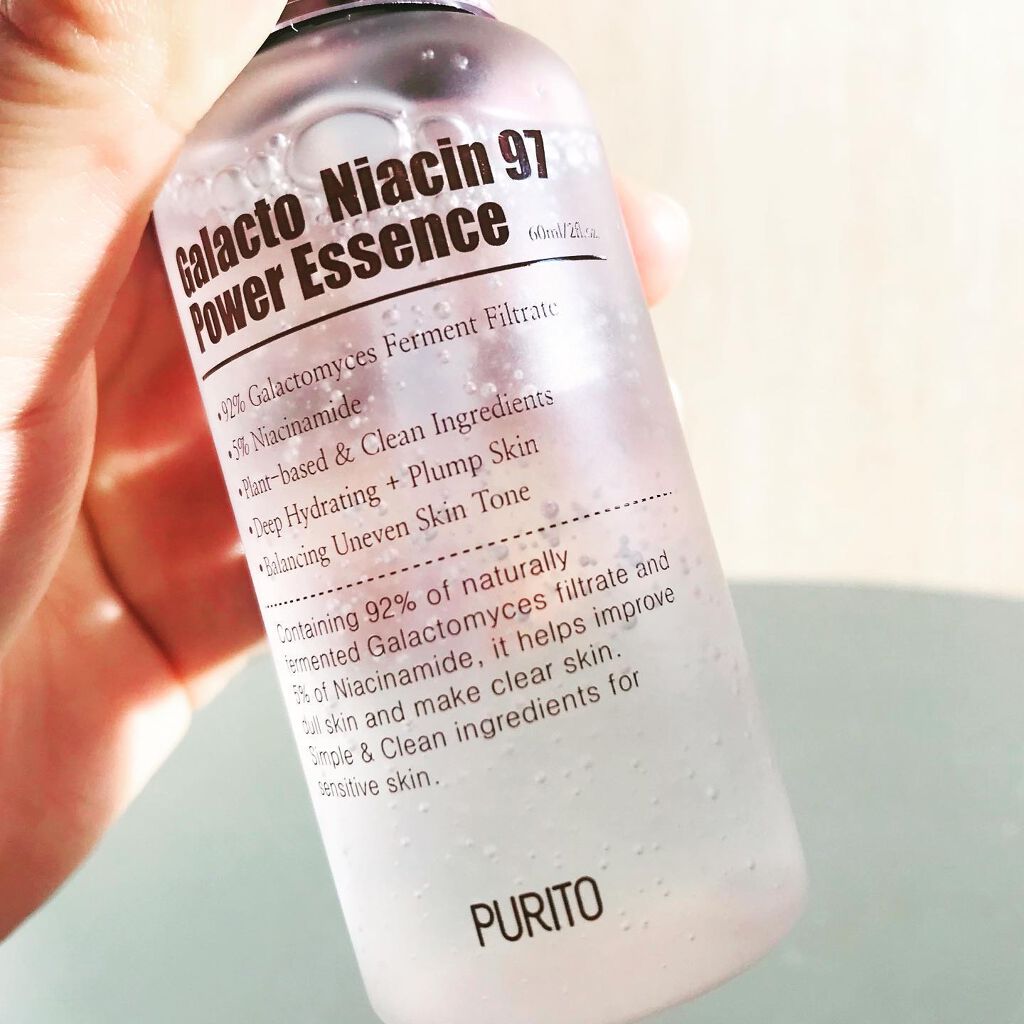 Galacto Niacin 97
Power Essence 60ml/2fl.oz.
•92% Galactomyces Ferment Filtrate
•5% Niacinamide
•Plant-based & Clean Ingredients
•Deep Hydrating + Plump Skin
•Balancing Uneven Skin Tone
Containing 92% of naturally
fermented Galactomyces filtrate and
5% of Niacinamide, it helps improve
dull skin and make clear skin.
Simple & Clean ingredients for
sensitive skin.
PURITO